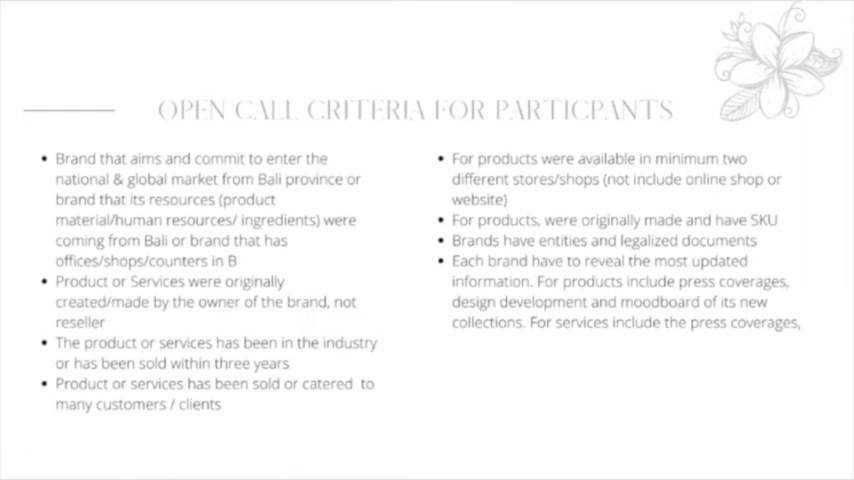 OPEN CALL CRITERIA FOR PARTICPANTS
• Brand that aims and commit to enter the
national & global market from Bali province or
brand that its resources (product
material/human resources/ ingredients) were
coming from Bali or brand that has
offices/shops/counters in B
• Product or Services were originally
created/made by the owner of the brand, not
reseller
• The product or services has been in the industry
or has been sold within three years
• Product or services has been sold or catered to
many customers / clients
• For products were available in minimum two
different stores/shops (not include online shop or
website)
• For products, were originally made and have SKU
• Brands have entities and legalized documents
• Each brand have to reveal the most updated
information. For products include press coverages,
design development and moodboard of its new
collections. For services include the press coverages,